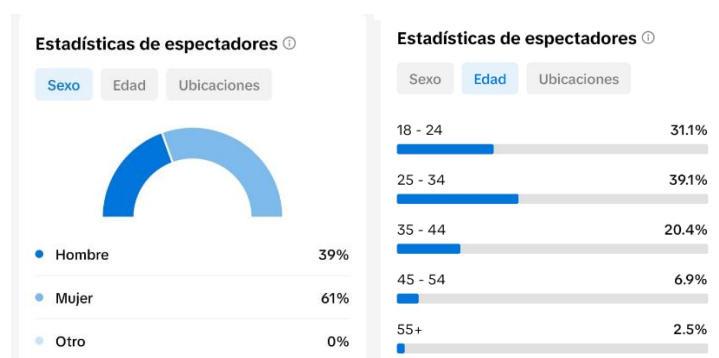 Estadísticas de espectadores
Sexo Edad Ubicaciones
Hombre 39%
Mujer 61%
Otro 0%
Estadísticas de espectadores
Sexo Edad Ubicaciones
18 - 24 31.1%
25 - 34 39.1%
35 - 44 20.4%
45 - 54 6.9%
55+ 2.5%